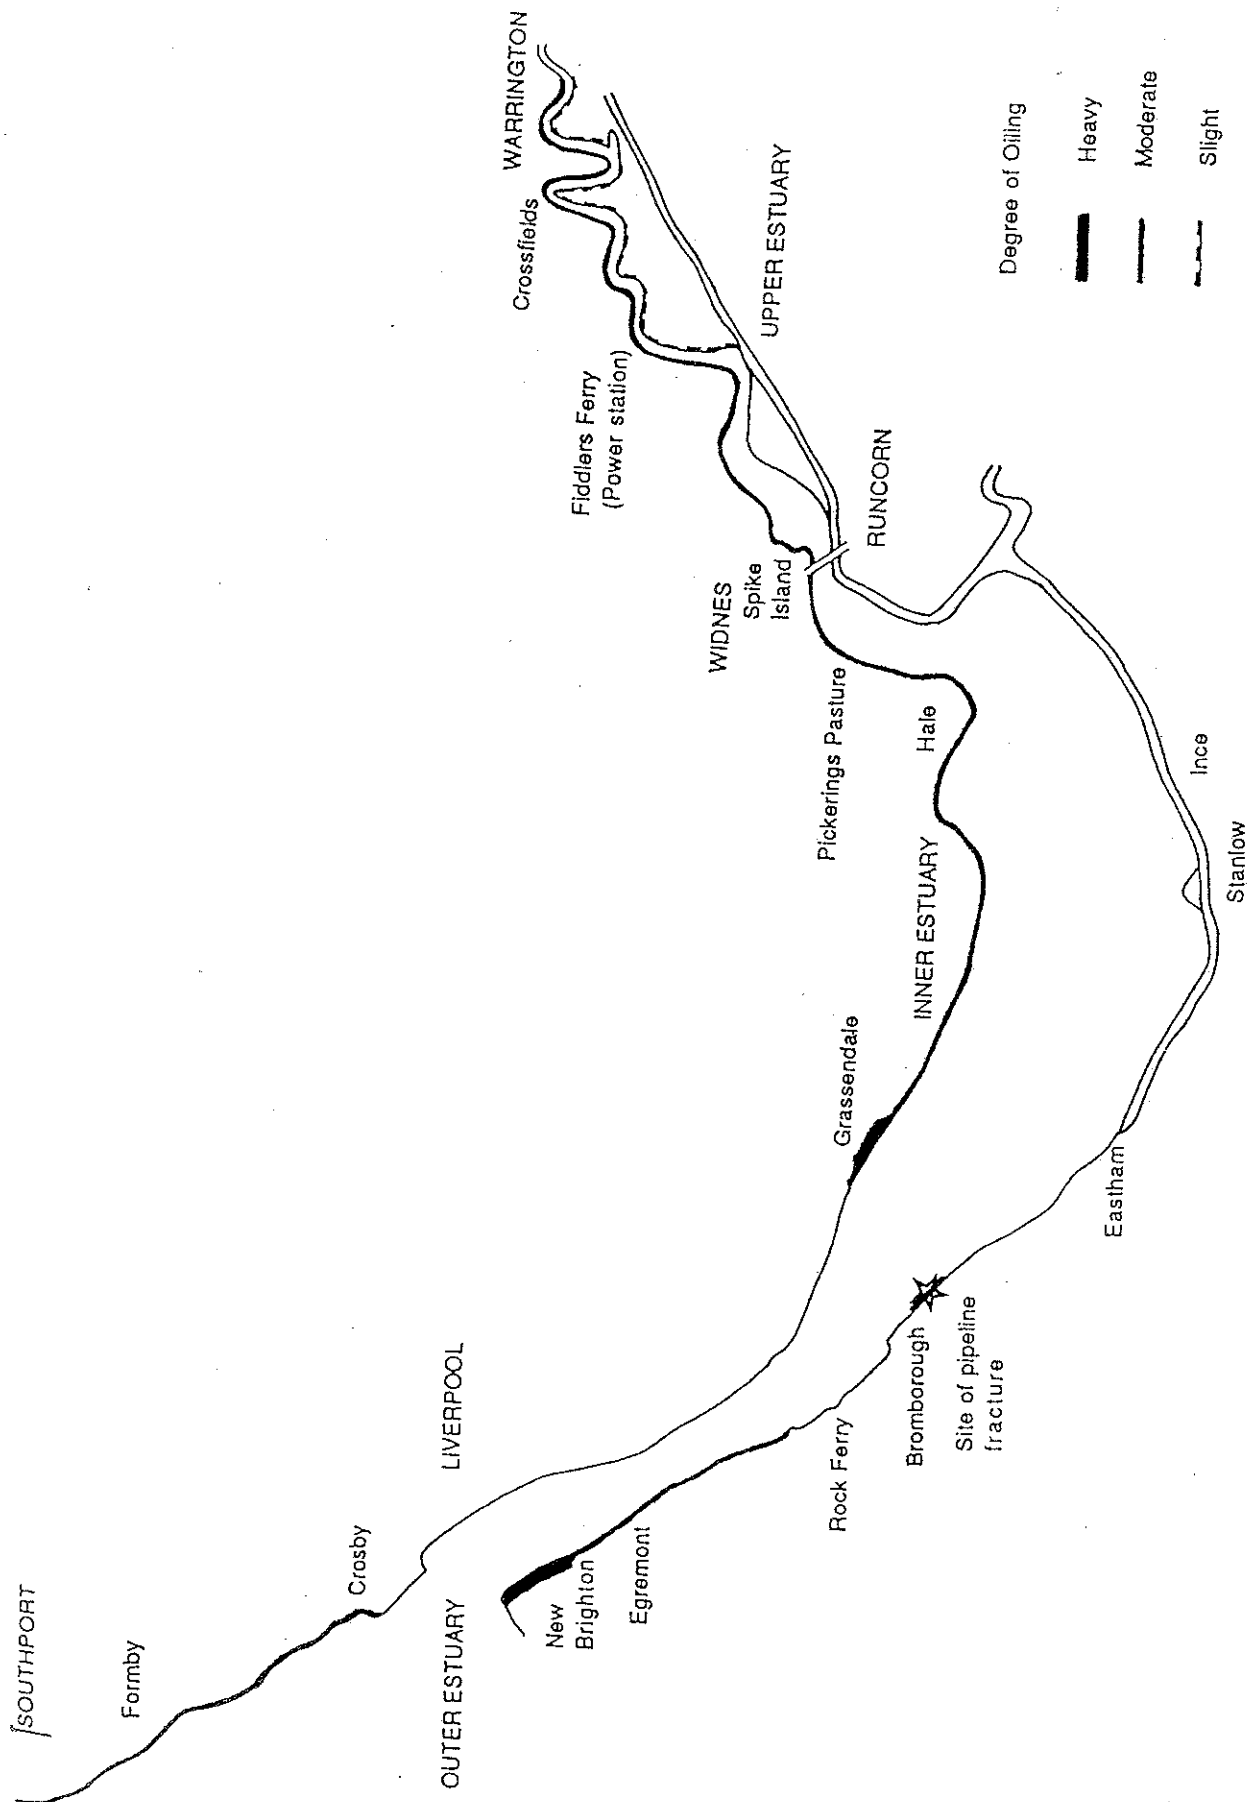 SOUTHPORT
Formby
Crosby
LIVERPOOL
OUTER ESTUARY
New
Brighton
Egremont
Rock Ferry
Bromborough
Site of pipeline
fracture
Eastham
Grassendale
INNER ESTUARY
Stanlow
Ince
Hale
Pickerings Pasture
WIDNES
Spike
Island
RUNCORN
Fiddlers Ferry
(Power station)
UPPER ESTUARY
Crossfields
WARRINGTON
Degree of Oiling
Heavy
Moderate
Slight